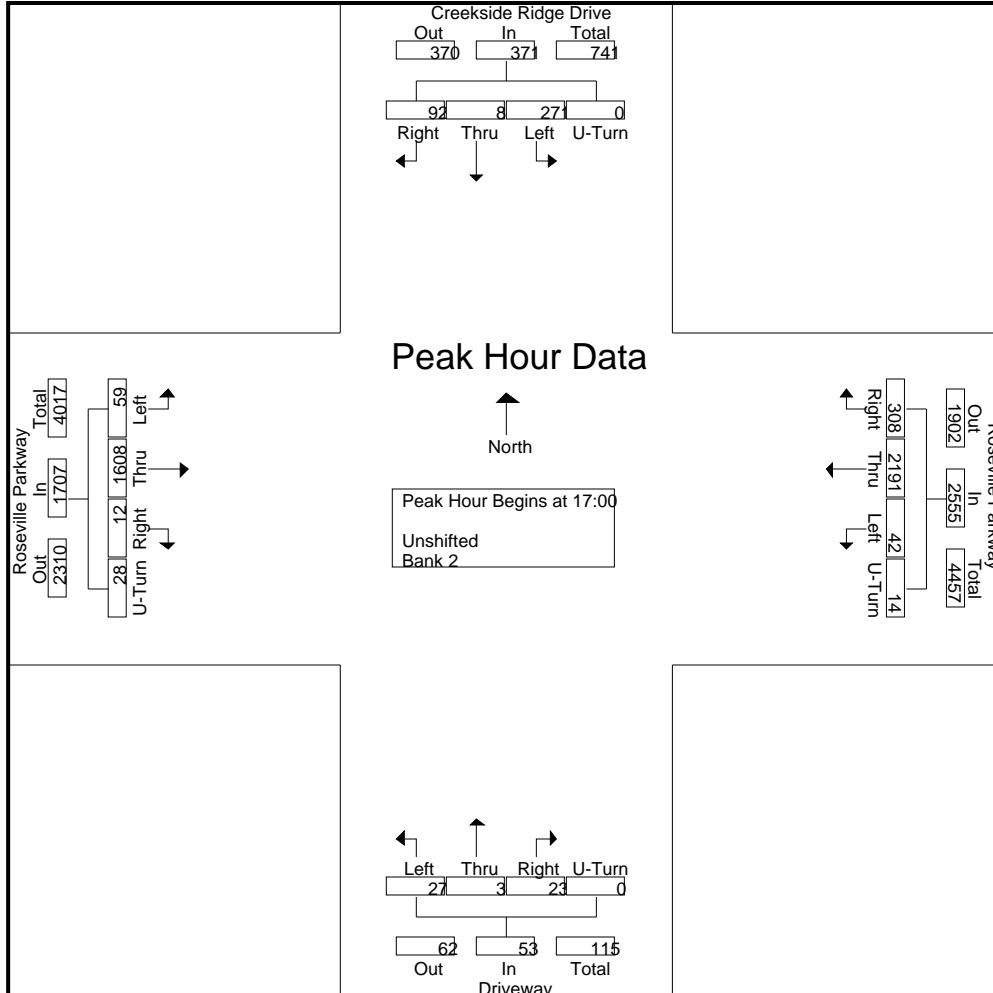 Creekside Ridge Drive
Out In Total
370 371 741
92 8 271 0
Right Thru Left U-Turn
Peak Hour Data
North
Peak Hour Begins at 17:00
Unshifted
Bank 2
Roseville Parkway
Total In Out
4017 1707 2310
59 1608 12 28
Left Thru Right U-Turn
Right Thru Left U-Turn
308 2191 42 14
1902 2555 4457
Out In Total
Roseville Parkway
Left Thru Right U-Turn
27 3 23 0
62 53 115
Out In Total
Driveway